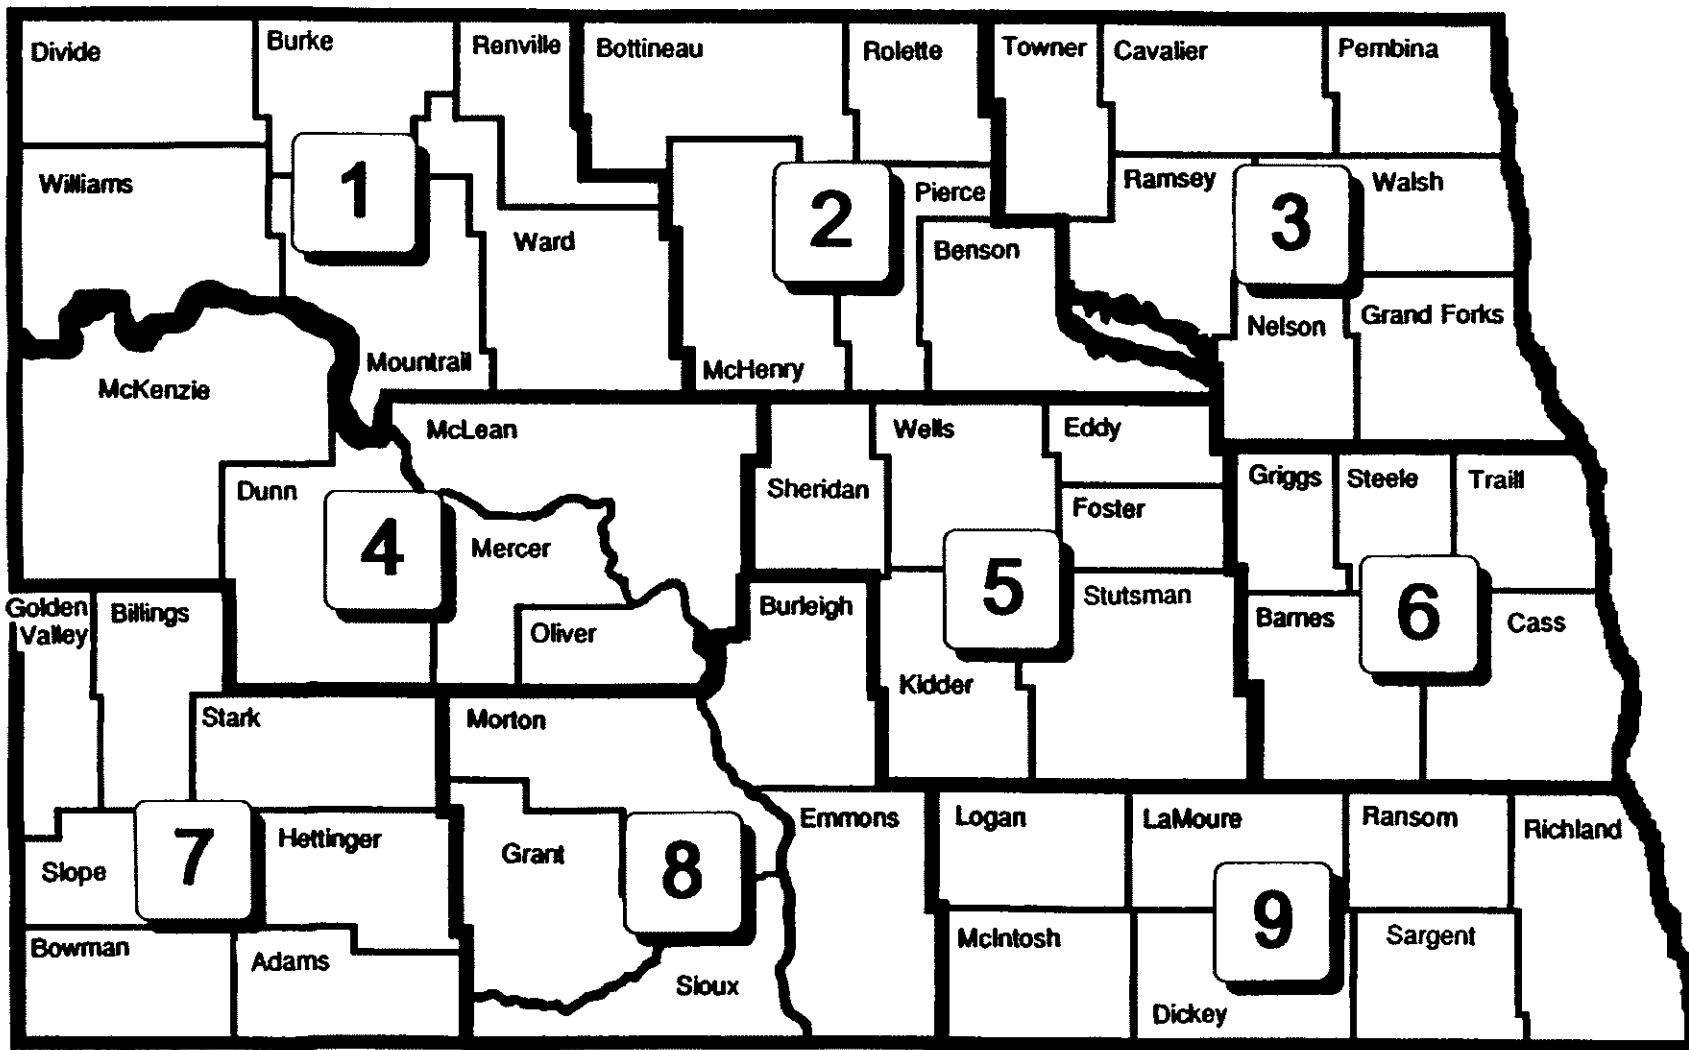 Divide
Burke
Renville
Bottineau
Rolette
Towner
Cavalier
Pembina
Williams
1
Ward
2
Pierce
Benson
Ramsey
3
Walsh
Nelson
Grand Forks
McKenzie
Mountrail
McHenry
McLean
Sheridan
Wells
Eddy
Foster
Griggs
Steele
Traill
Dunn
4
Mercer
Oliver
Burleigh
5
Stutsman
Kidder
Barnes
6
Cass
Golden
Valley
Billings
Stark
Morton
7
Hettinger
Slope
Grant
8
Emmons
Logan
LaMoure
Ransom
Richland
Bowman
Adams
Sioux
McIntosh
9
Dickey
Sargent